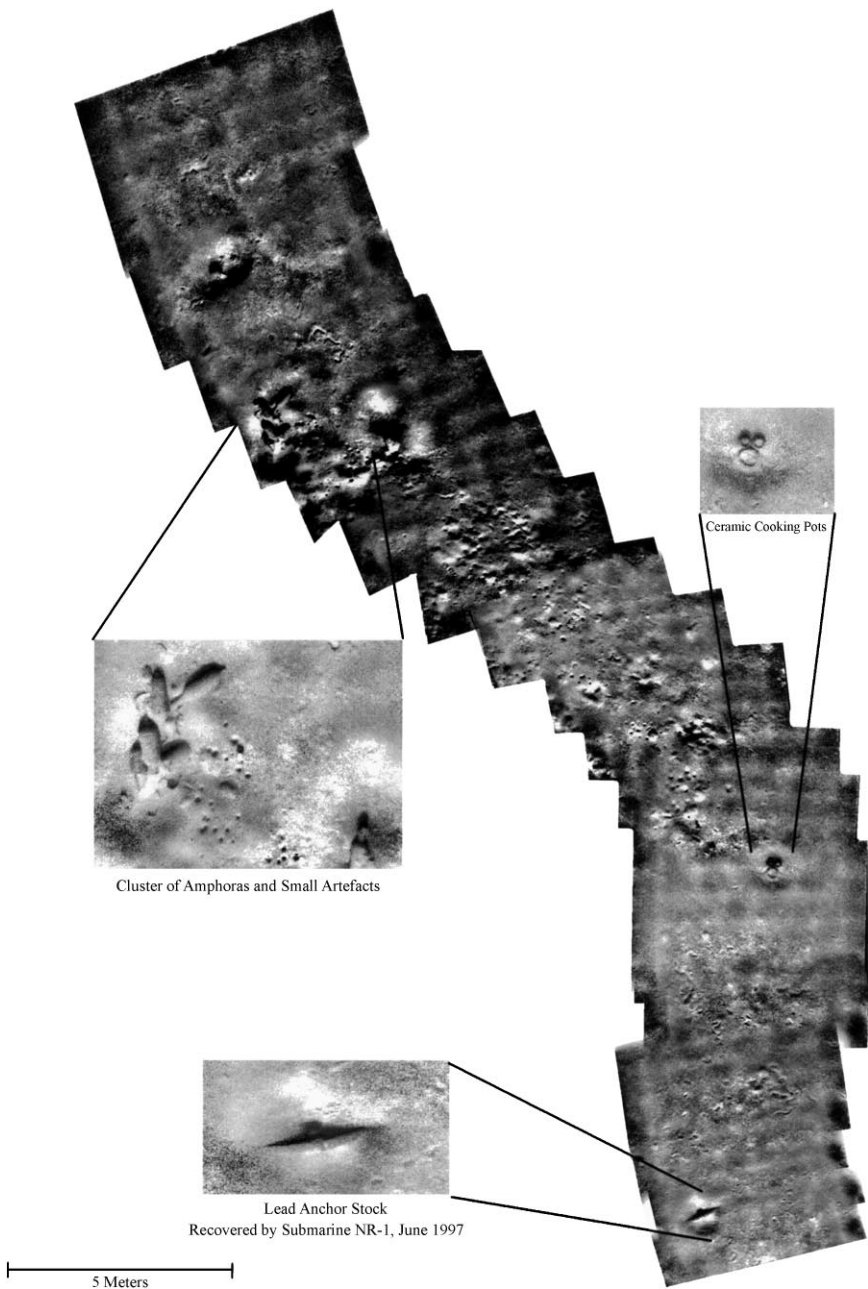 Ceramic Cooking Pots
Cluster of Amphoras and Small Artefacts
Lead Anchor Stock
Recovered by Submarine NR-1, June 1997
5 Meters